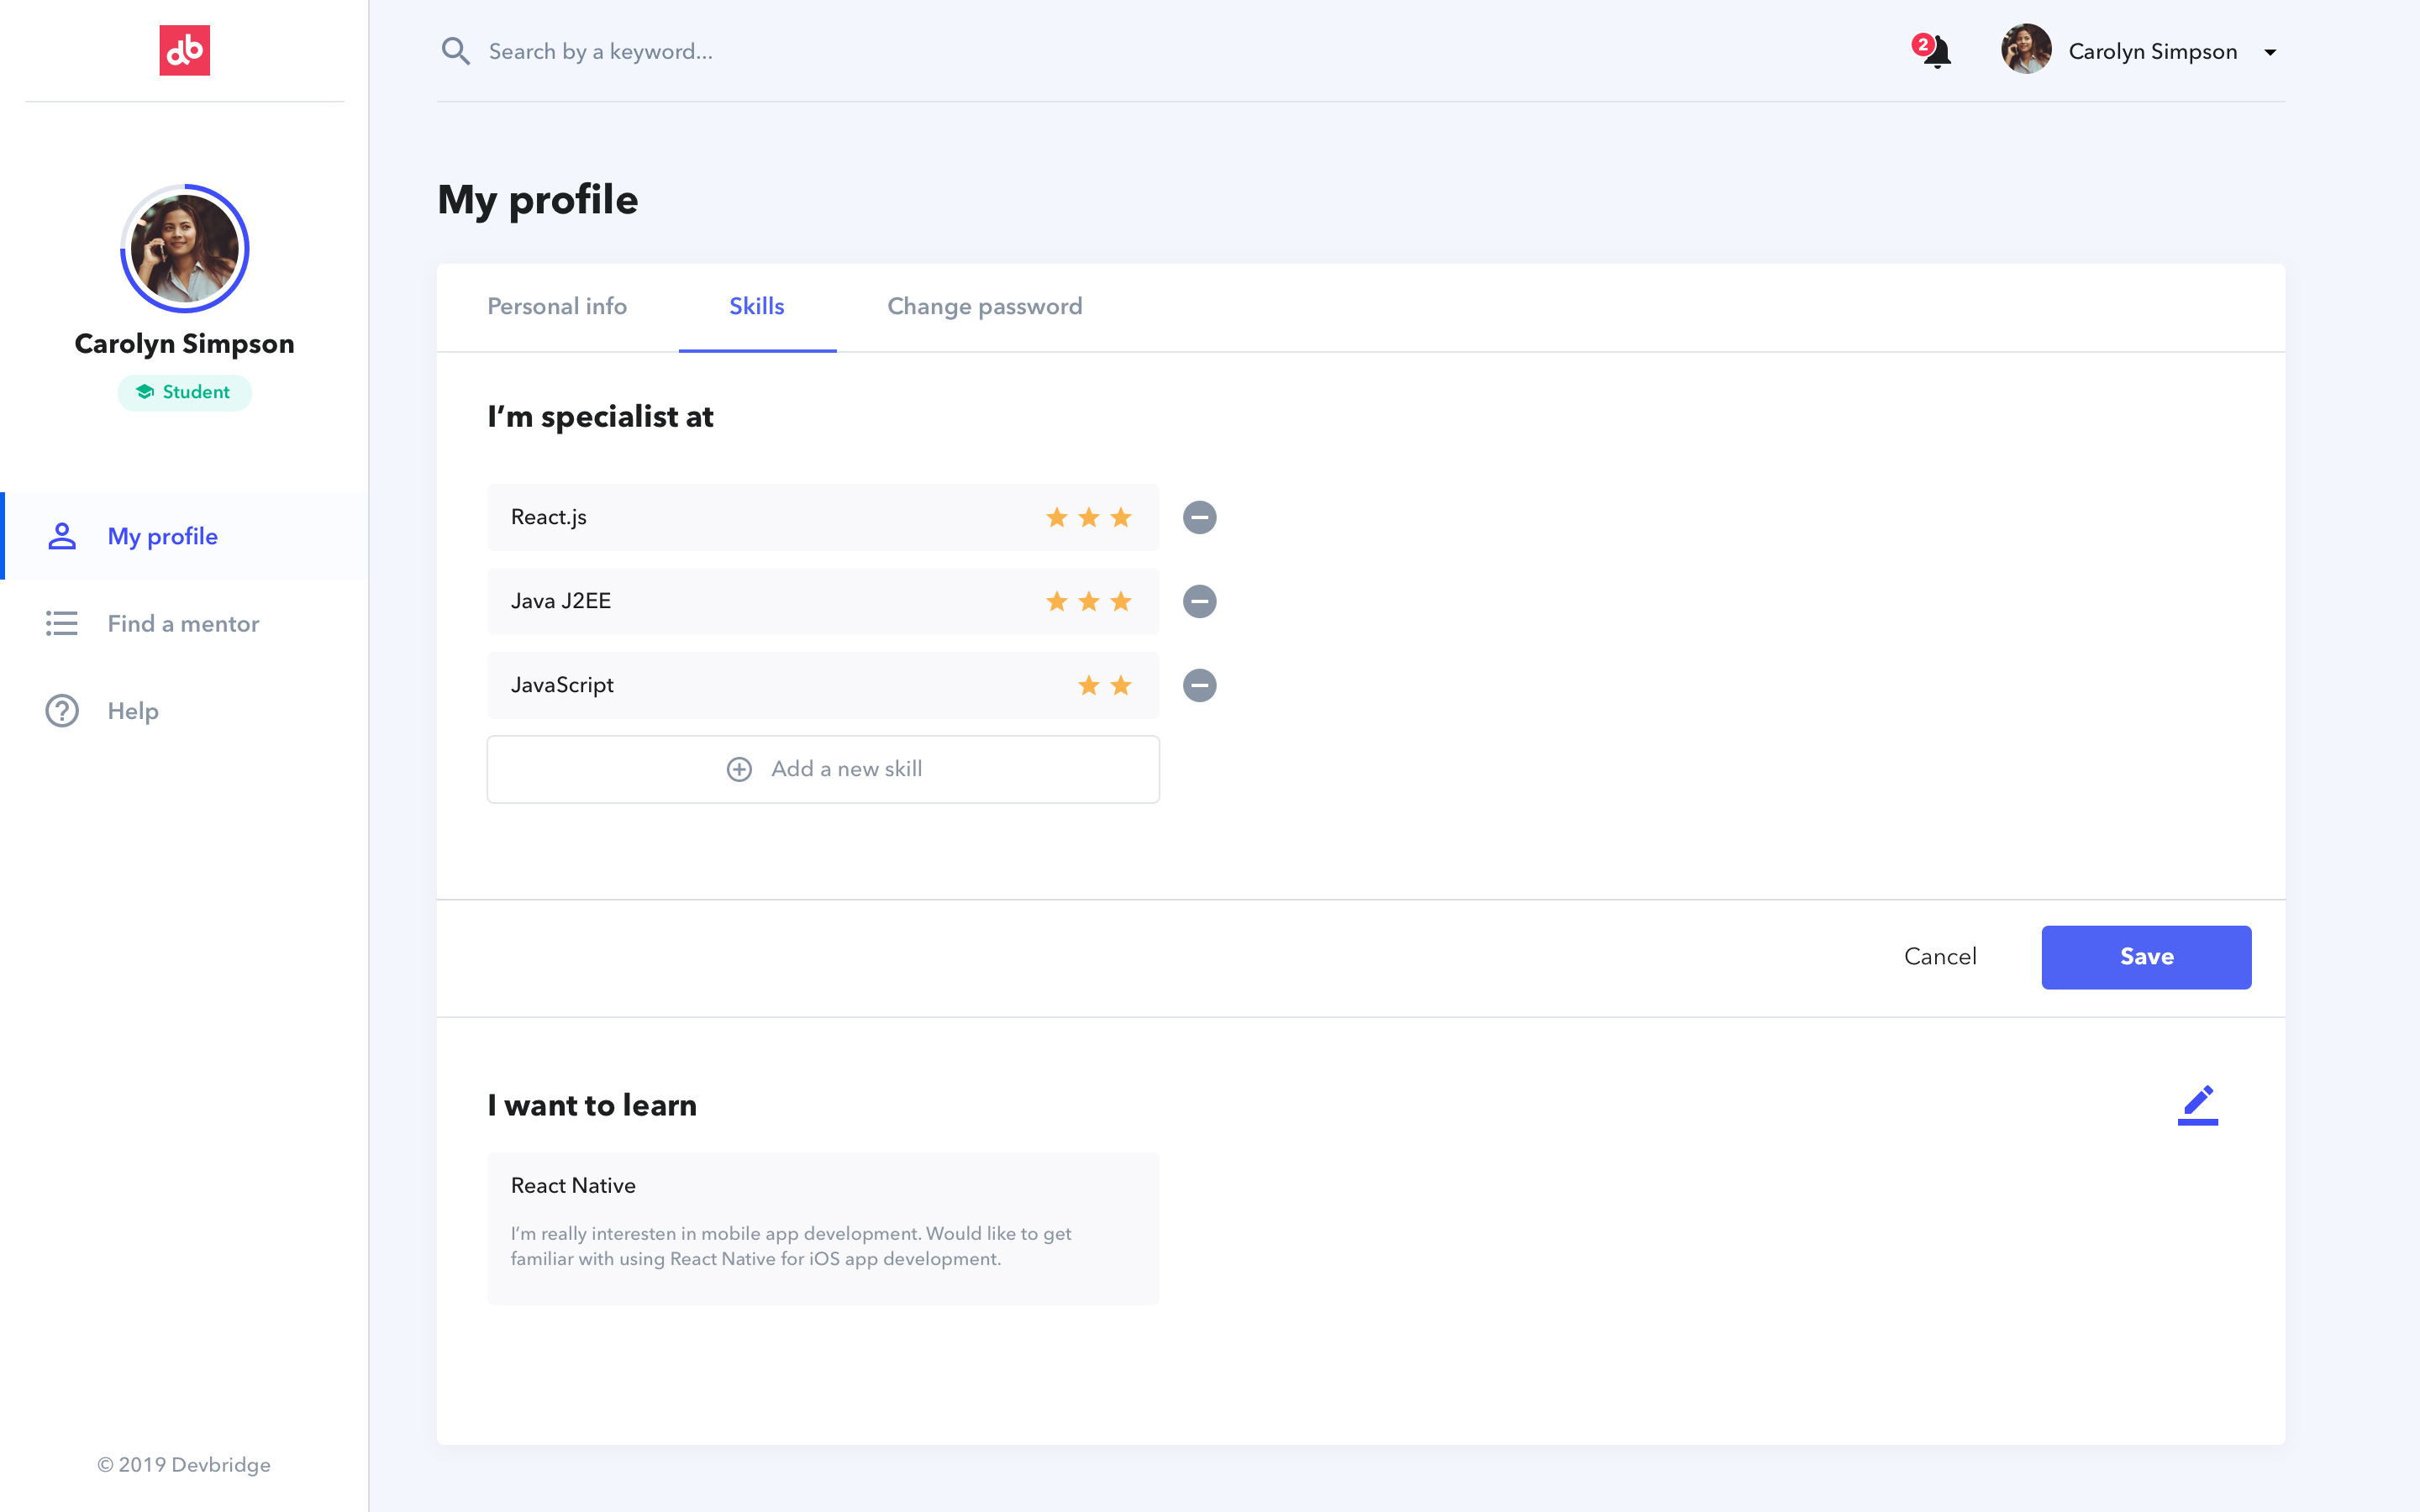 db
Search by a keyword...
2
Carolyn Simpson
Carolyn Simpson
Student
My profile
Find a mentor
Help
© 2019 Devbridge
My profile
Personal info
Skills
Change password
I’m specialist at
React.js
Java J2EE
JavaScript
Add a new skill
Cancel
Save
I want to learn
React Native
I’m really interesten in mobile app development. Would like to get
familiar with using React Native for iOS app development.